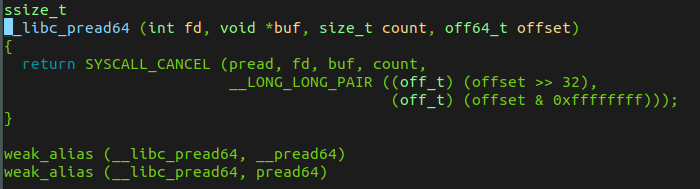 ssize_t
__libc_pread64 (int fd, void *buf, size_t count, off64_t offset)
{
  return SYSCALL_CANCEL (pread, fd, buf, count,
                         __LONG_LONG_PAIR ((off_t) (offset >> 32),
                                           (off_t) (offset & 0xffffffff)));
}

weak_alias (__libc_pread64, __pread64)
weak_alias (__libc_pread64, pread64)